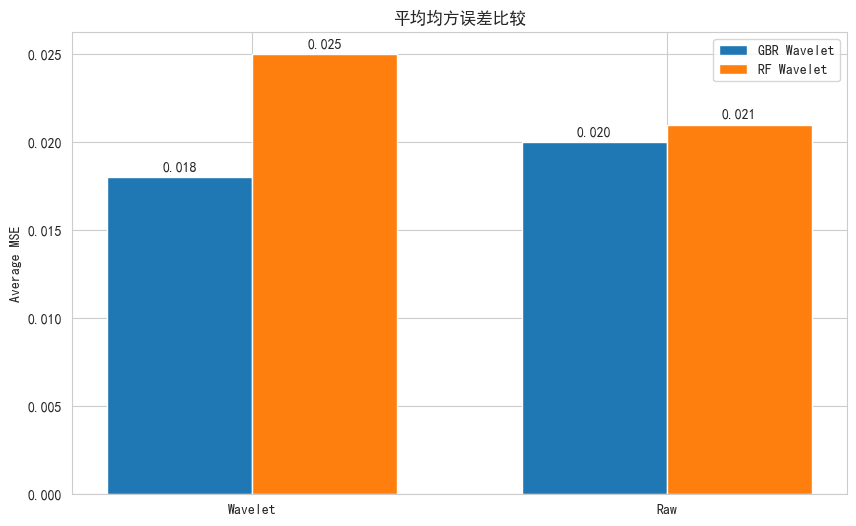 平均均方误差比较
GBR Wavelet
RF Wavelet
Average MSE
0.025
0.020
0.015
0.010
0.005
0.000
0.018
0.025
0.020
0.021
Wavelet
Raw